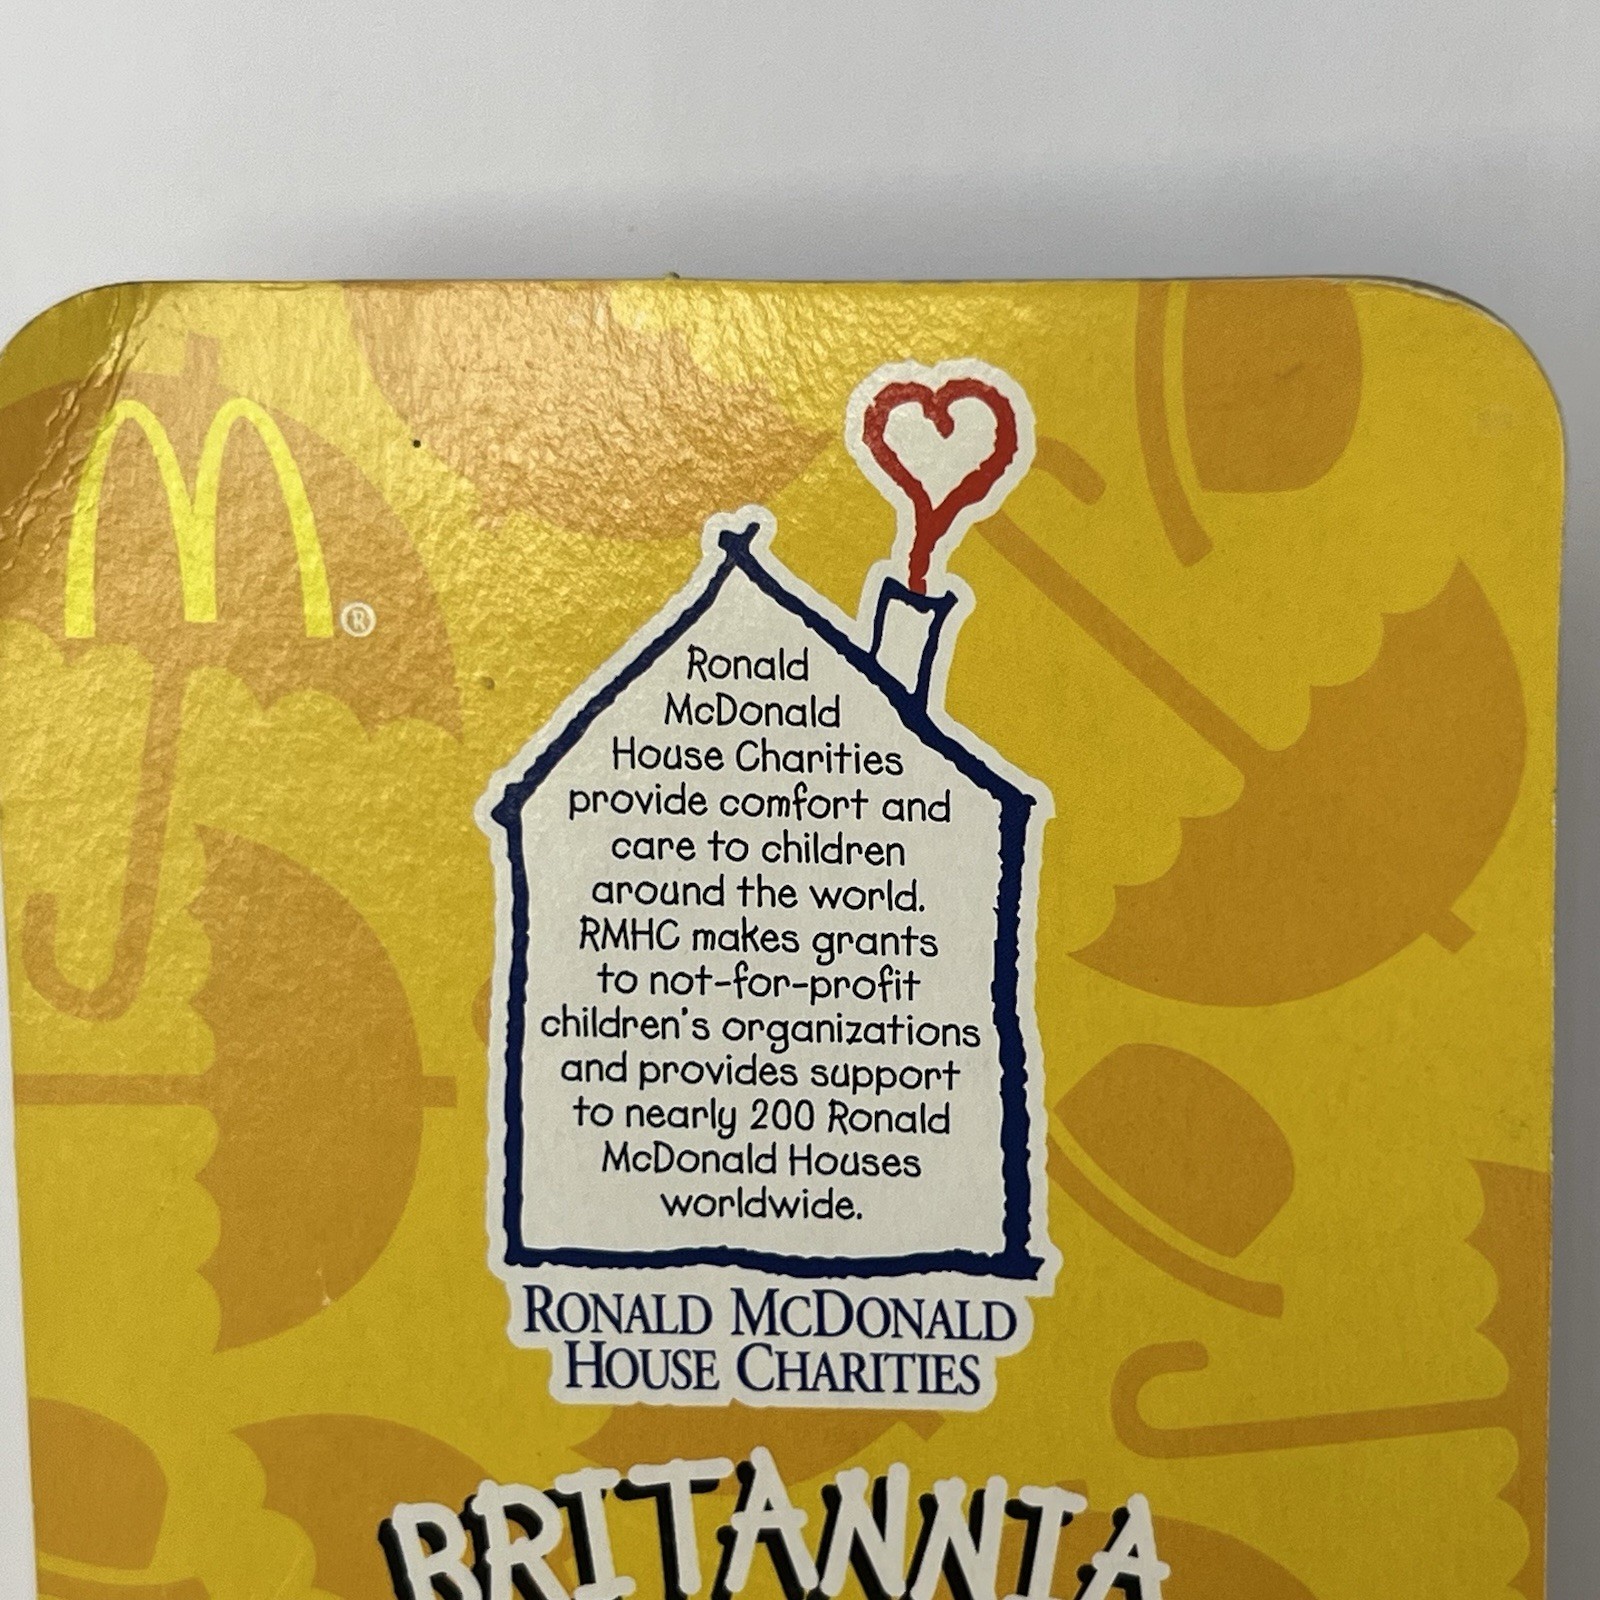 M®
Ronald
McDonald
House Charities
provide comfort and
care to children
around the world.
RMHC makes grants
to not-for-profit
children's organizations
and provides support
to nearly 200 Ronald
McDonald Houses
worldwide.
RONALD MCDONALD
HOUSE CHARITIES
BRITANNIA